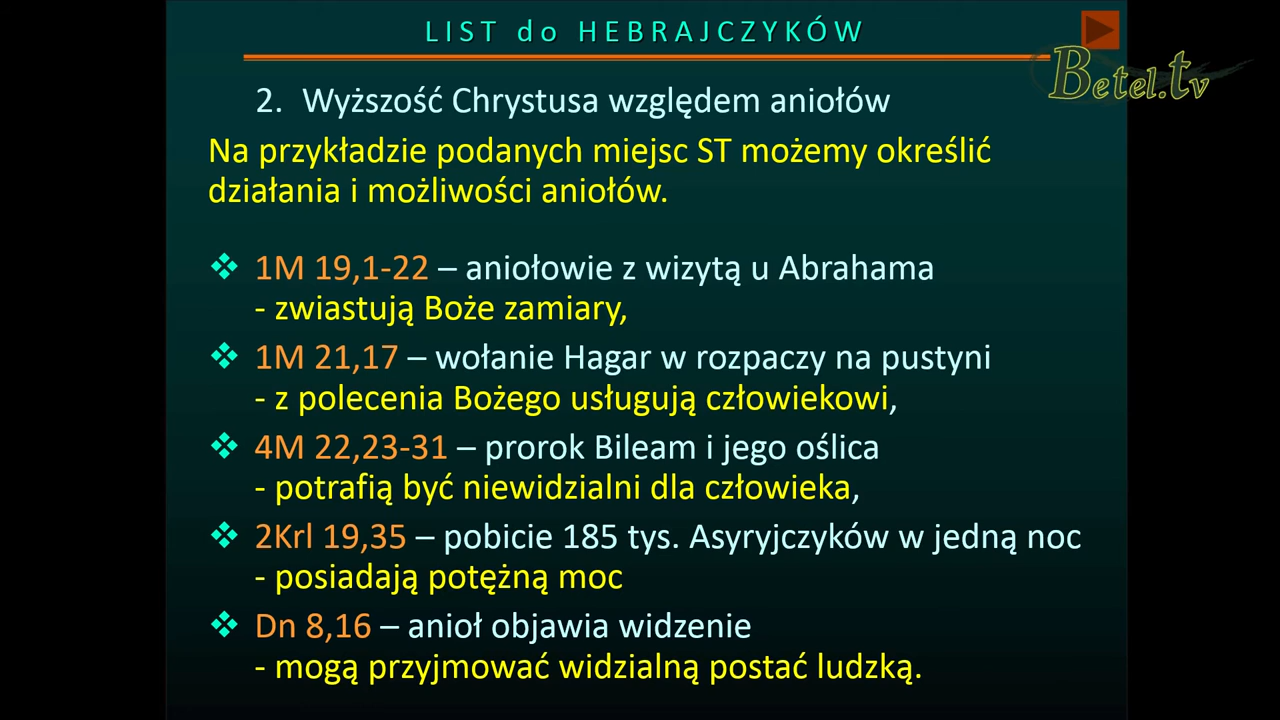 LIST do HEBRAJCZYKÓW
Betel.tv
2. Wyższość Chrystusa względem aniołów
Na przykładzie podanych miejsc ST możemy określić
działania i możliwości aniołów.
❖ 1M 19,1-22 – aniołowie z wizytą u Abrahama
- zwiastują Boże zamiary,
❖ 1M 21,17 – wołanie Hagar w rozpaczy na pustyni
- z polecenia Bożego usługują człowiekowi,
❖ 4M 22,23-31 – prorok Bileam i jego oślica
- potrafią być niewidzialni dla człowieka,
❖ 2Krl 19,35 – pobicie 185 tys. Asyryjczyków w jedną noc
- posiadają potężną moc
❖ Dn 8,16 – anioł objawia widzenie
- mogą przyjmować widzialną postać ludzką.